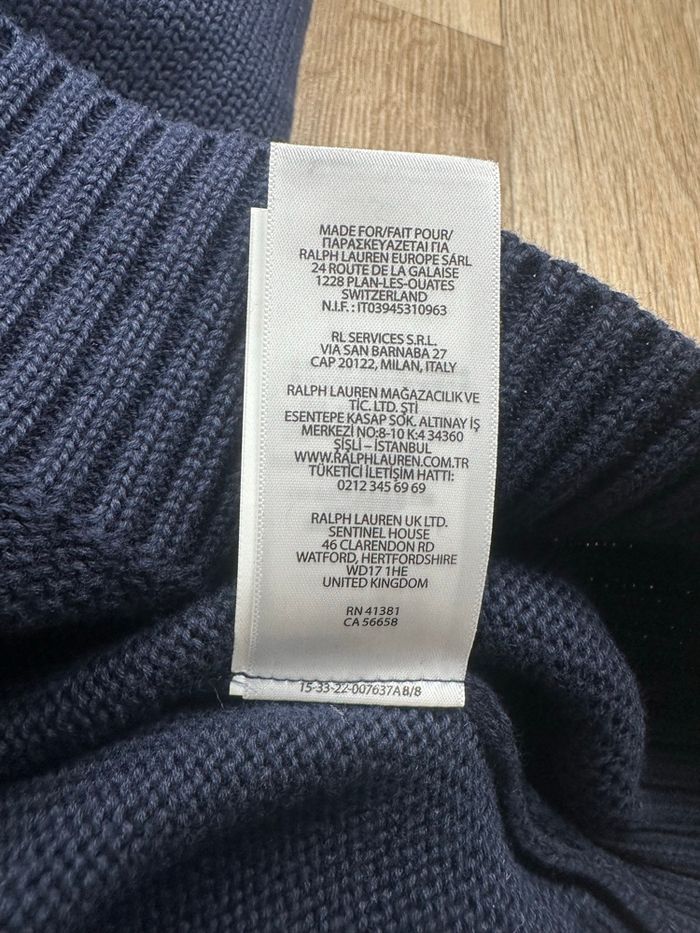 MADE FOR/FAIT POUR/
ΠΑΡΑΣΚΕΥΑΖΕΤΑΙ ΓΙΑ
RALPH LAUREN EUROPE SÁRL
24 ROUTE DE LA GALAISE
1228 PLAN-LES-OUATES
SWITZERLAND
N.I.F. : IT03945310963
RL SERVICES S.R.L.
VIA SAN BARNABA 27
CAP 20122, MILAN, ITALY
RALPH LAUREN MAĞAZACILIK VE
TİC. LTD. ŞTİ
ESENTEPE KASAP SOK. ALTINAY İŞ
MERKEZİ NO:8-10 K:4 34360
ŞİŞLİ – İSTANBUL
WWW.RALPHLAUREN.COM.TR
TÜKETİCİ İLETİŞİM HATTI:
0212 345 69 69
RALPH LAUREN UK LTD.
SENTINEL HOUSE
46 CLARENDON RD
WATFORD, HERTFORDSHIRE
WD17 1HE
UNITED KINGDOM
RN 41381
CA 56658
15-33-22-007637A 8/8